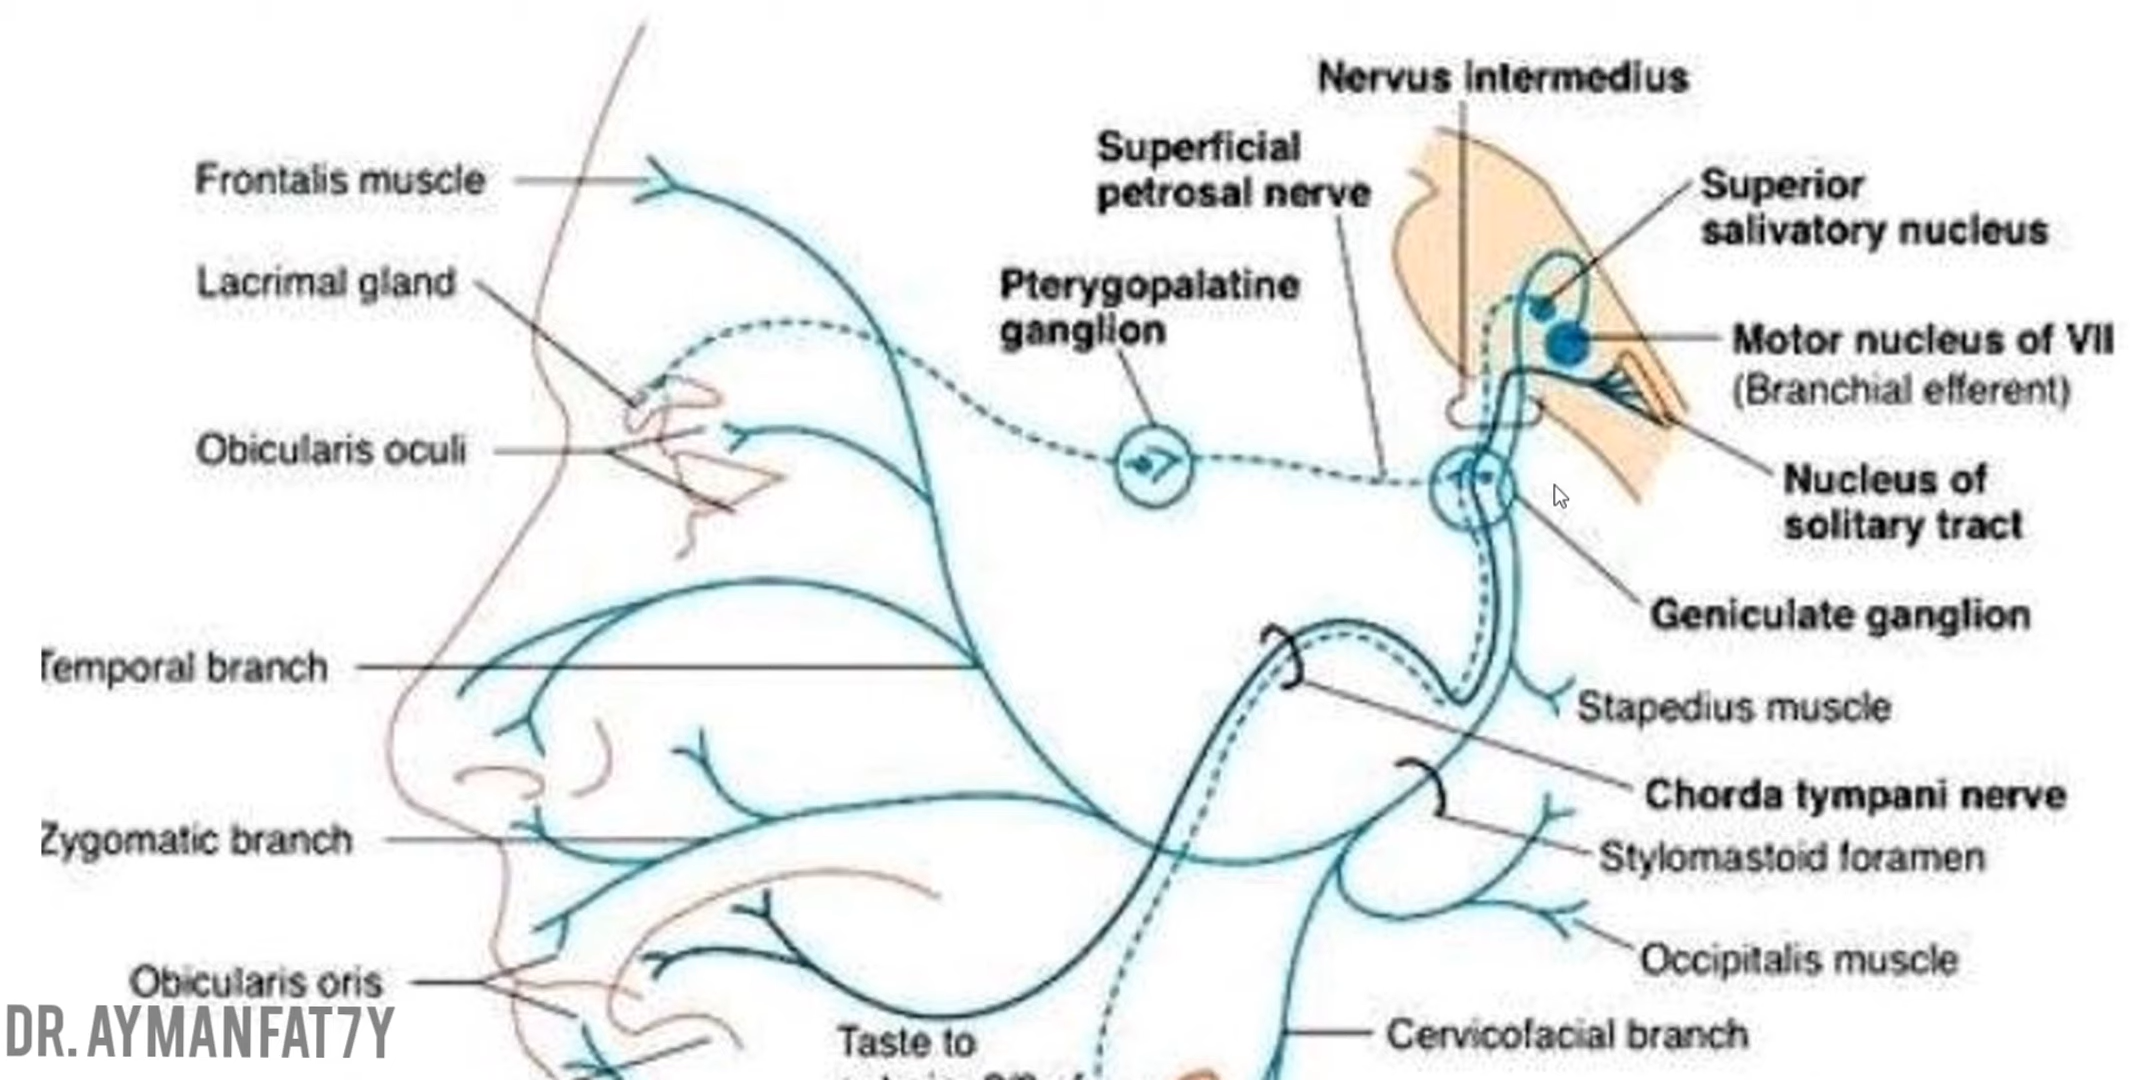 Nervus intermedius
Superficial
petrosal nerve
Frontalis muscle
Superior
salivatory nucleus
Lacrimal gland
Pterygopalatine
ganglion
Motor nucleus of VII
(Branchial efferent)
Obicularis oculi
Nucleus of
solitary tract
Geniculate ganglion
Temporal branch
Stapedius muscle
Chorda tympani nerve
Zygomatic branch
Stylomastoid foramen
Occipitalis muscle
Obicularis oris
DR. AYMANFAT7Y
Taste to
Cervicofacial branch